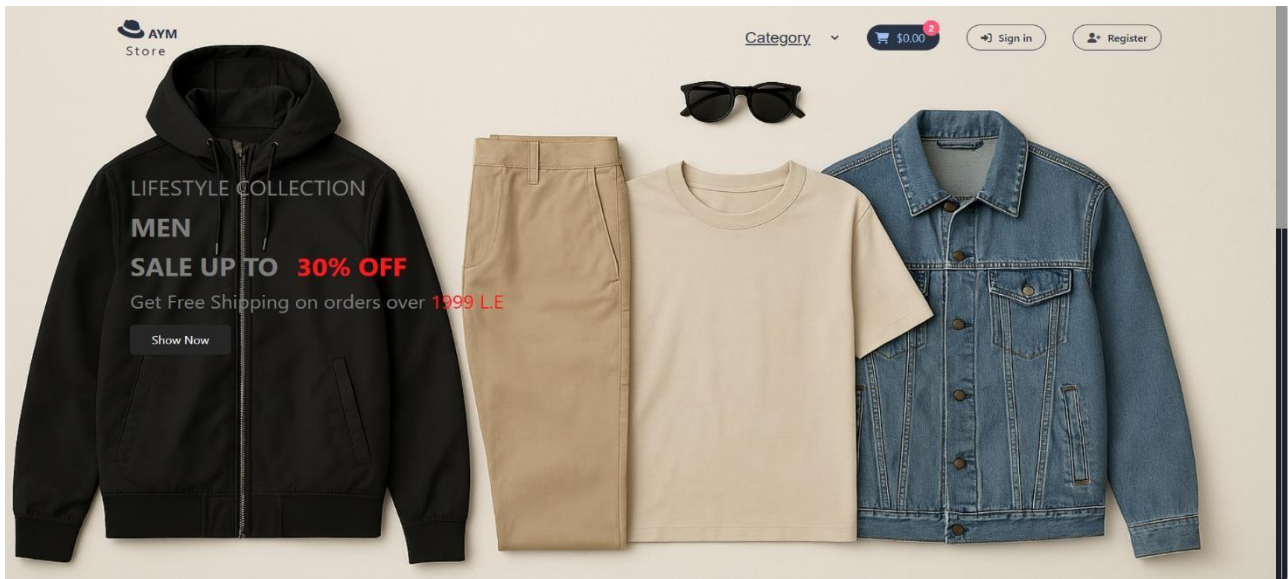 AYM
Store
Category
$0.00
2
Sign in
Register
LIFESTYLE COLLECTION
MEN
SALE UP TO 30% OFF
Get Free Shipping on orders over 1999 L.E
Show Now